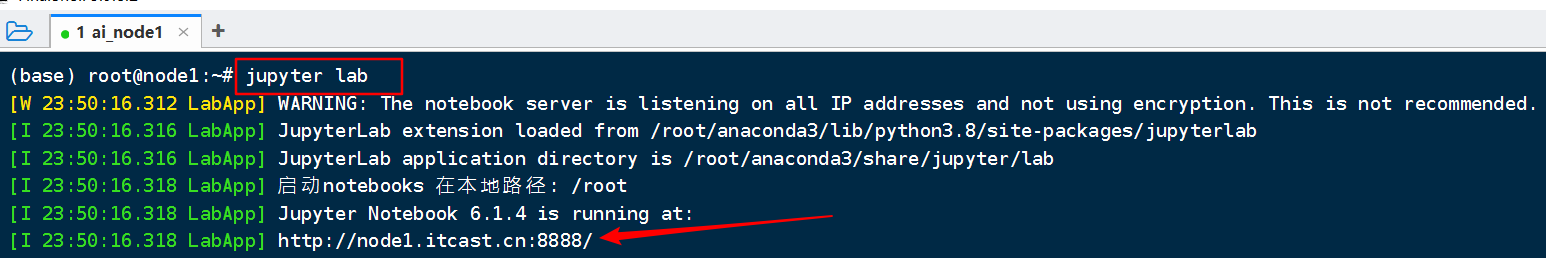 1 ai_node1 × +
(base) root@node1:~# jupyter lab
[W 23:50:16.312 LabApp] WARNING: The notebook server is listening on all IP addresses and not using encryption. This is not recommended.
[I 23:50:16.316 LabApp] JupyterLab extension loaded from /root/anaconda3/lib/python3.8/site-packages/jupyterlab
[I 23:50:16.316 LabApp] JupyterLab application directory is /root/anaconda3/share/jupyter/lab
[I 23:50:16.318 LabApp] 启动notebooks 在本地路径: /root
[I 23:50:16.318 LabApp] Jupyter Notebook 6.1.4 is running at:
[I 23:50:16.318 LabApp] http://node1.itcast.cn:8888/